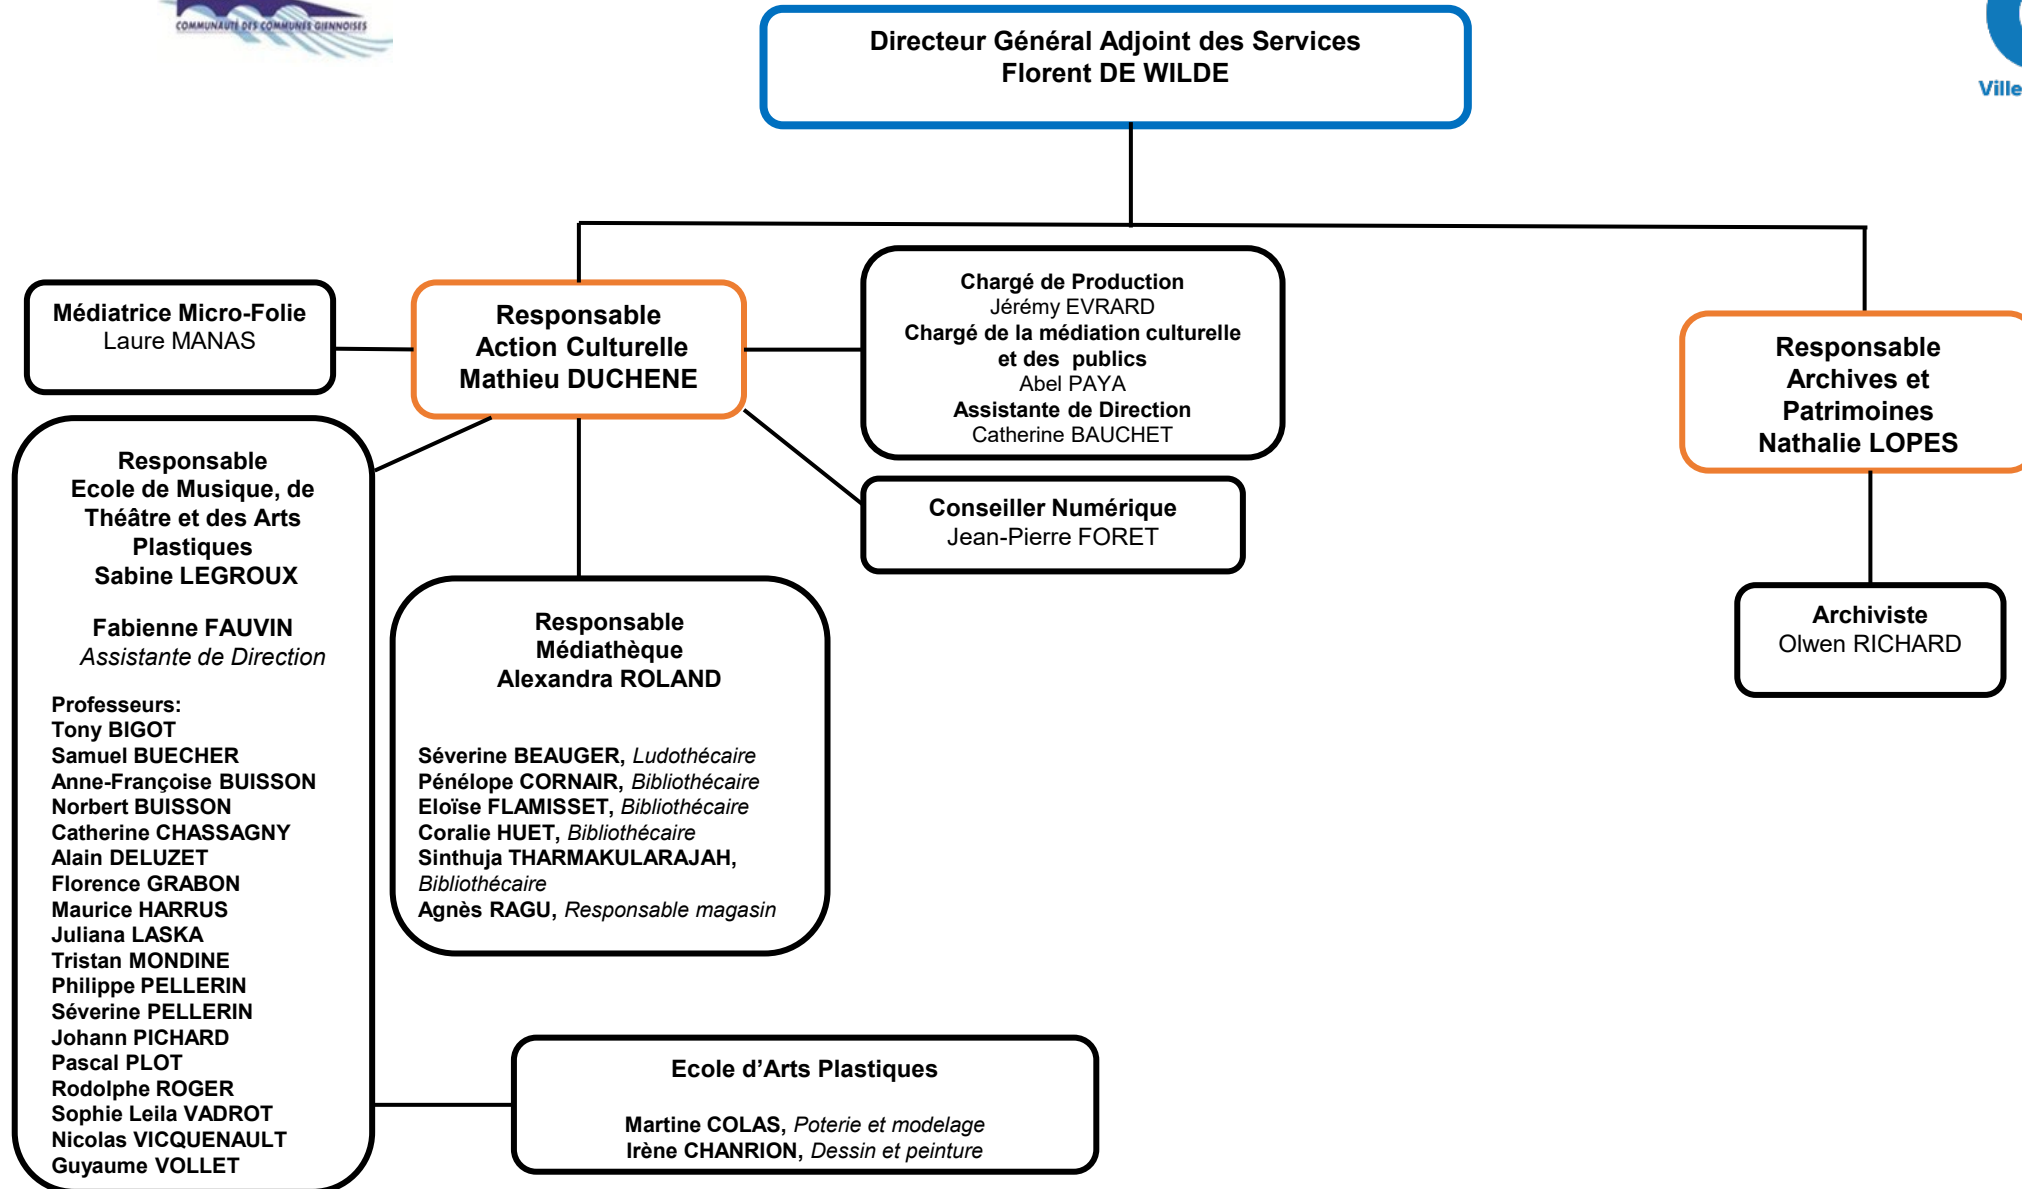 COMMUNAUTÉ DES COMMUNES GIENNOISES
Directeur Général Adjoint des Services
Florent DE WILDE
Ville
Médiatrice Micro-Folie
Laure MANAS
Responsable
Action Culturelle
Mathieu DUCHENE
Chargé de Production
Jérémy EVRARD
Chargé de la médiation culturelle
et des  publics
Abel PAYA
Assistante de Direction
Catherine BAUCHET
Responsable
Archives et
Patrimoines
Nathalie LOPES
Conseiller Numérique
Jean-Pierre FORET
Archiviste
Olwen RICHARD
Responsable
Ecole de Musique, de
Théâtre et des Arts
Plastiques
Sabine LEGROUX
Fabienne FAUVIN
Assistante de Direction
Professeurs:
Tony BIGOT
Samuel BUECHER
Anne-Françoise BUISSON
Norbert BUISSON
Catherine CHASSAGNY
Alain DELUZET
Florence GRABON
Maurice HARRUS
Juliana LASKA
Tristan MONDINE
Philippe PELLERIN
Séverine PELLERIN
Johann PICHARD
Pascal PLOT
Rodolphe ROGER
Sophie Leila VADROT
Nicolas VICQUENAULT
Guyaume VOLLET
Responsable
Médiathèque
Alexandra ROLAND
Séverine BEAUGER, Ludothécaire
Pénélope CORNAIR, Bibliothécaire
Eloïse FLAMISSET, Bibliothécaire
Coralie HUET, Bibliothécaire
Sinthuja THARMAKULARAJAH,
Bibliothécaire
Agnès RAGU, Responsable magasin
Ecole d’Arts Plastiques
Martine COLAS, Poterie et modelage
Irène CHANRION, Dessin et peinture